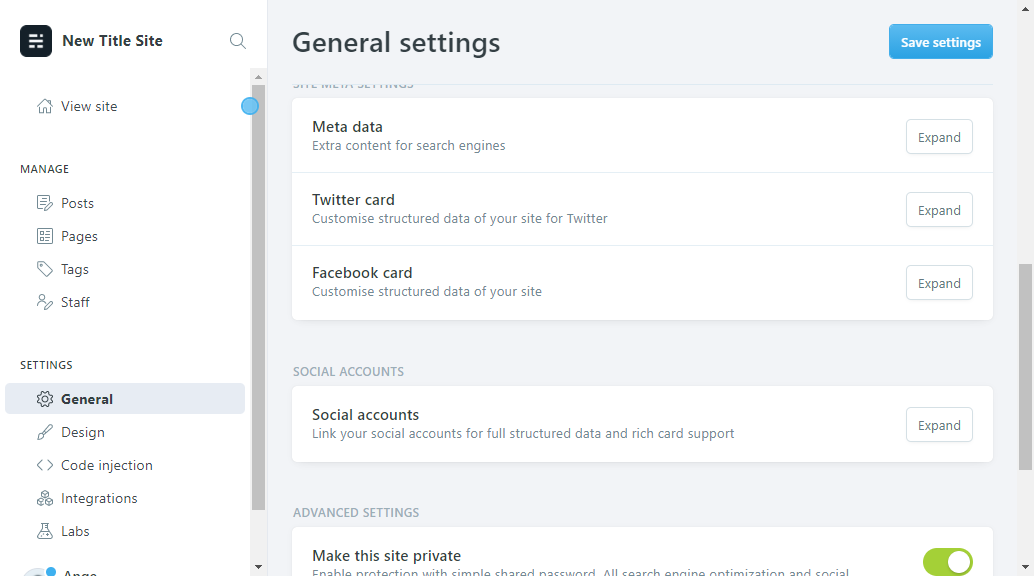 New Title Site
View site
MANAGE
Posts
Pages
Tags
Staff
SETTINGS
General
Design
Code injection
Integrations
Labs
Ange
General settings
Save settings
SITE META SETTINGS
Meta data
Extra content for search engines
Expand
Twitter card
Customise structured data of your site for Twitter
Expand
Facebook card
Customise structured data of your site
Expand
SOCIAL ACCOUNTS
Social accounts
Link your social accounts for full structured data and rich card support
Expand
ADVANCED SETTINGS
Make this site private
Enable protection with simple shared password. All search engine optimization and social